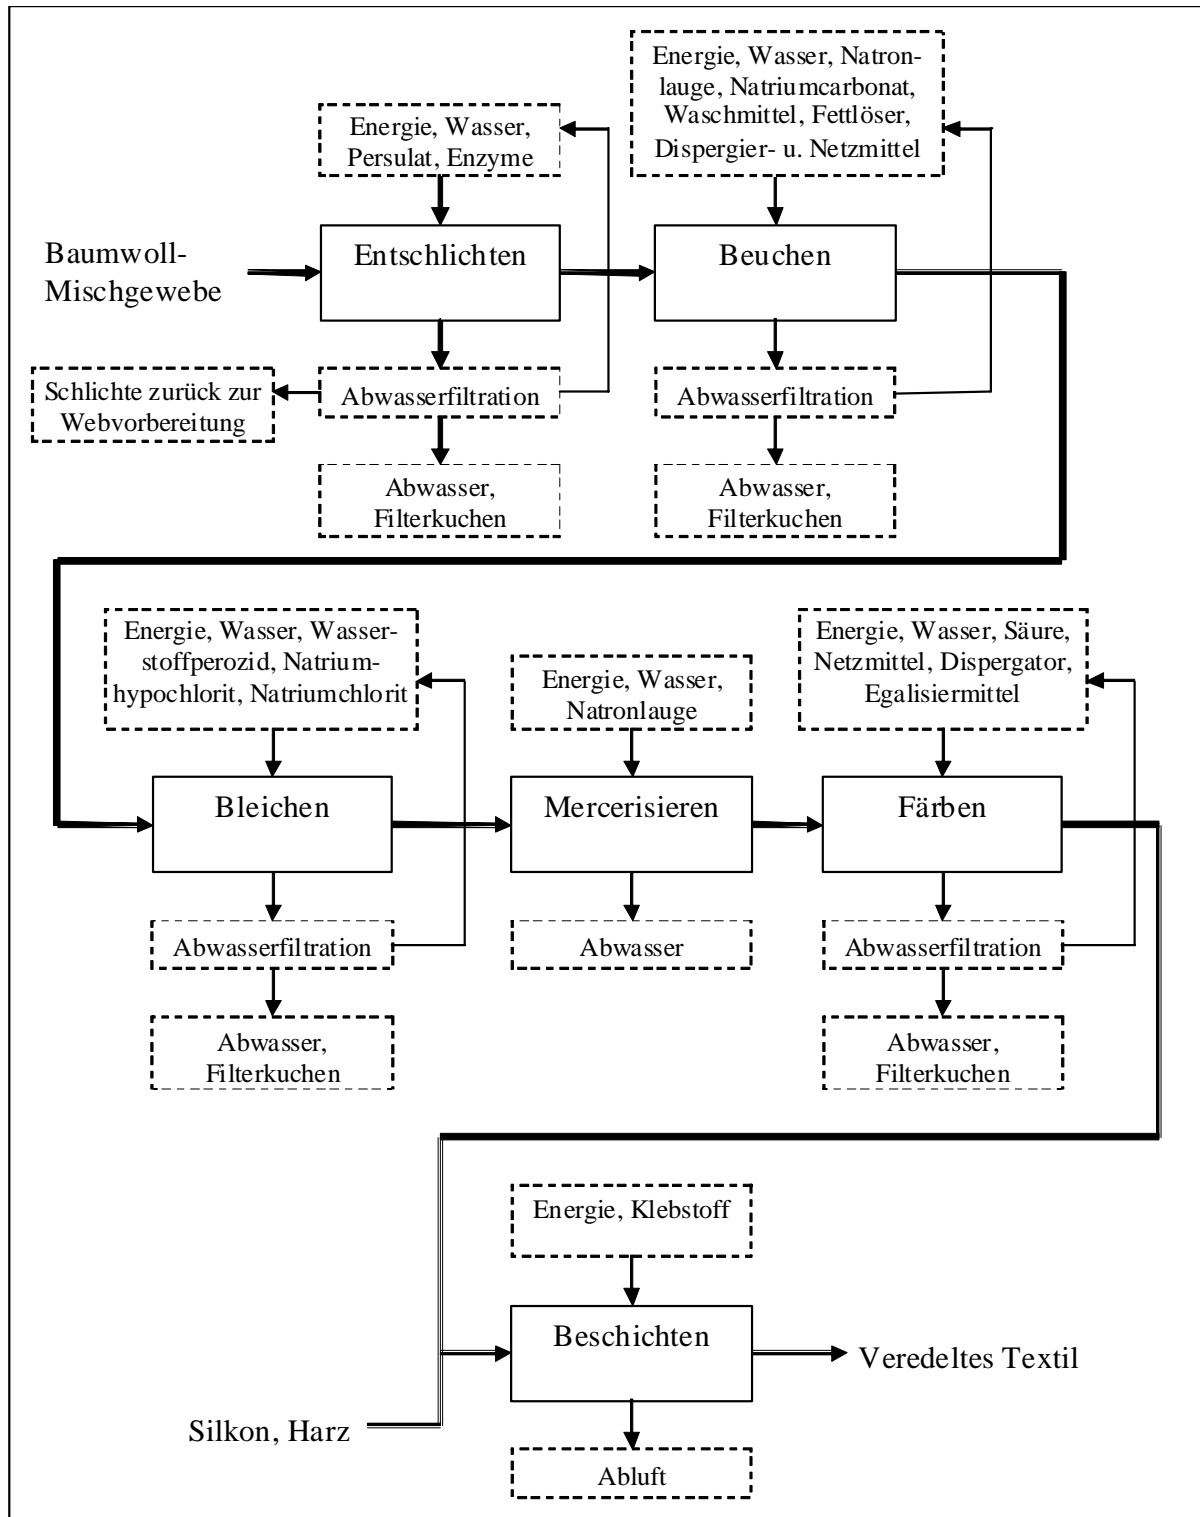 Energie, Wasser, Natron-
lauge, Natriumcarbonat,
Waschmittel, Fettlöser,
Dispergier- u. Netzmittel
Energie, Wasser,
Persulat, Enzyme
Baumwoll-
Mischgewebe
Entschlichten
Beuchen
Schlichte zurück zur
Webvorbereitung
Abwasserfiltration
Abwasserfiltration
Abwasser,
Filterkuchen
Abwasser,
Filterkuchen
Energie, Wasser, Wasser-
stoffperozid, Natrium-
hypochlorit, Natriumchlorit
Energie, Wasser,
Natronlauge
Energie, Wasser, Säure,
Netzmittel, Dispergator,
Egalisiermittel
Bleichen
Mercerisieren
Färben
Abwasserfiltration
Abwasser
Abwasserfiltration
Abwasser,
Filterkuchen
Abwasser,
Filterkuchen
Energie, Klebstoff
Beschichten
Veredeltes Textil
Silkon, Harz
Abluft